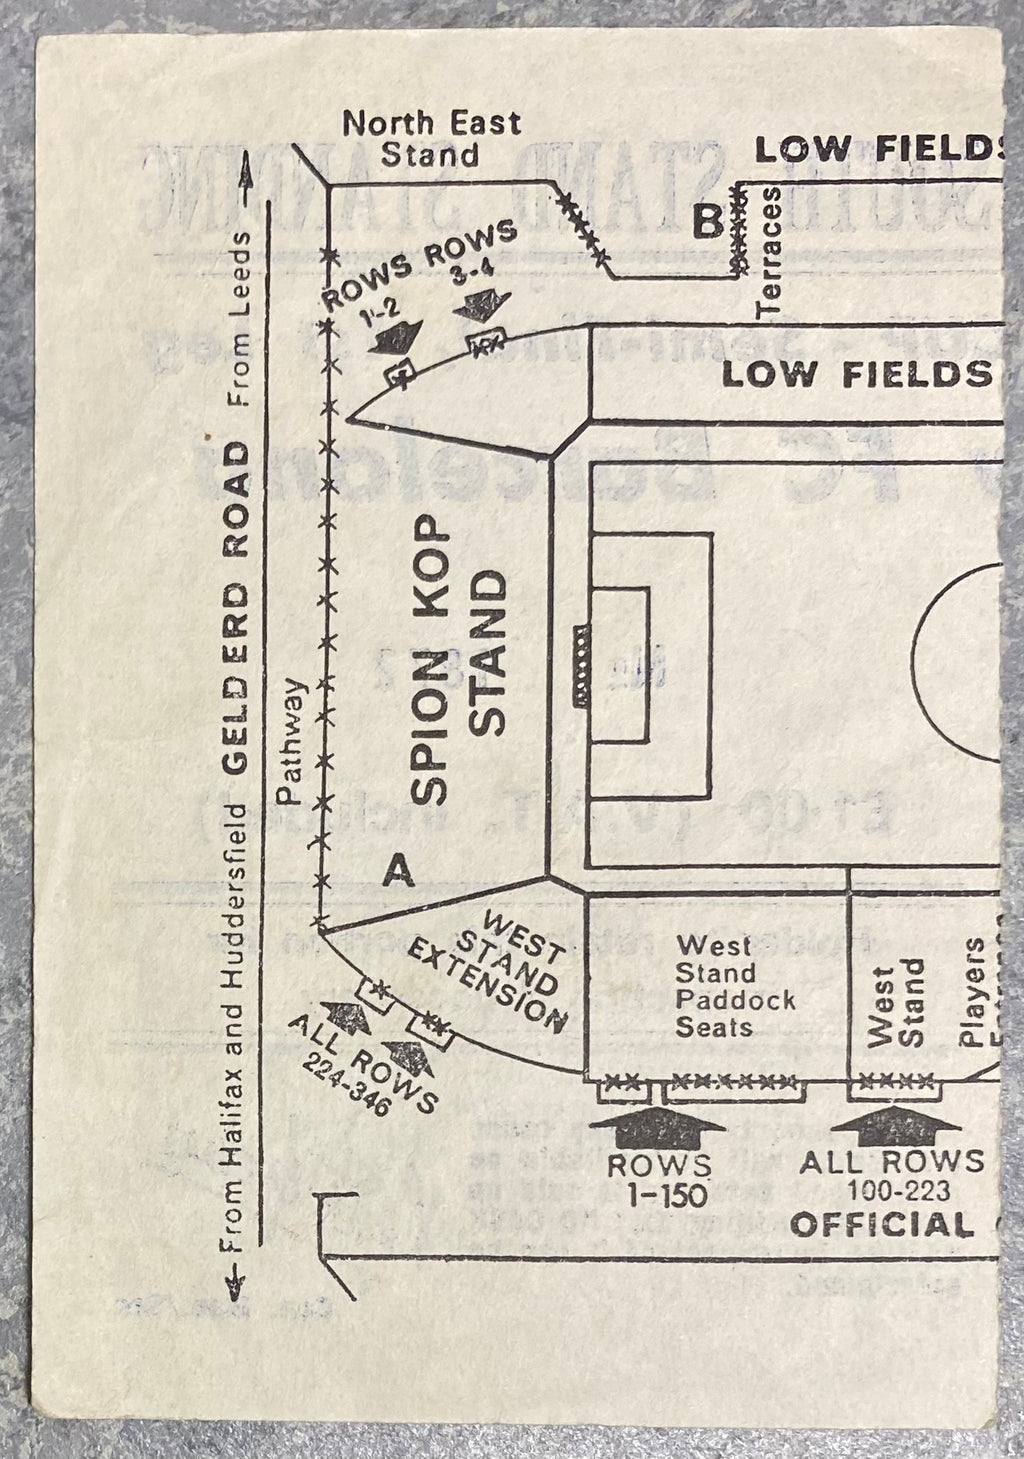 North East
Stand
LOW FIELDS
B
Terraces
ROWS
1-2
ROWS
3-4
LOW FIELDS
From Leeds
GELDERD ROAD
From Halifax and Huddersfield
Pathway
SPION KOP
STAND
A
WEST
STAND
EXTENSION
West
Stand
Paddock
Seats
West
Stand
Players
ALL ROWS
224-346
ROWS
1-150
ALL ROWS
100-223
OFFICIAL